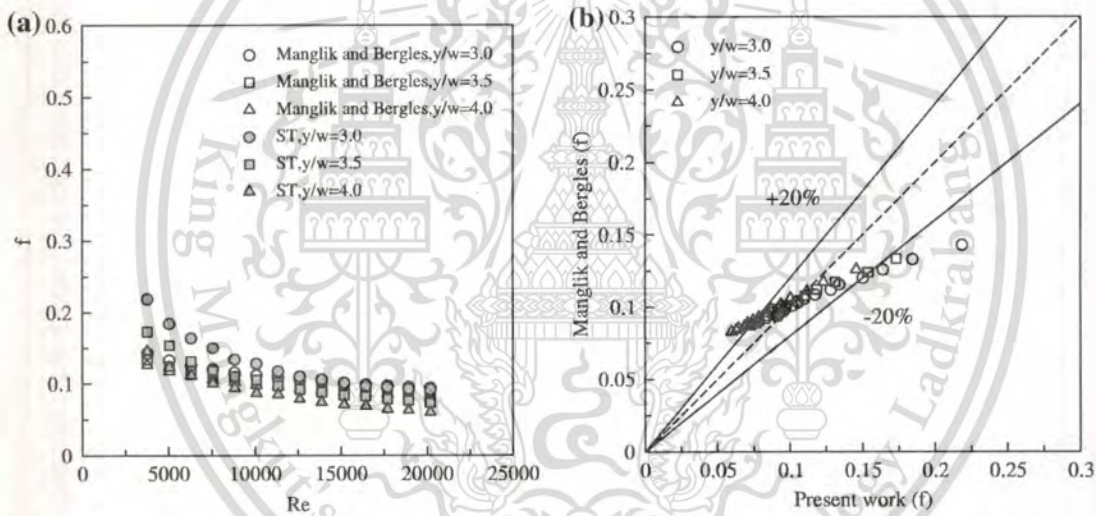 (a)
0.6
0.5
0.4
0.3
0.2
0.1
0
f
0
5000
10000
15000
20000
25000
Re
Manglik and Bergles,y/w=3.0
Manglik and Bergles,y/w=3.5
Manglik and Bergles,y/w=4.0
ST,y/w=3.0
ST,y/w=3.5
ST,y/w=4.0
(b)
0.3
0.25
0.2
0.15
0.1
0.05
0
Manglik and Bergles (f)
0
0.05
0.1
0.15
0.2
0.25
0.3
Present work (f)
y/w=3.0
y/w=3.5
y/w=4.0
+20%
-20%
King
Ladkrabang